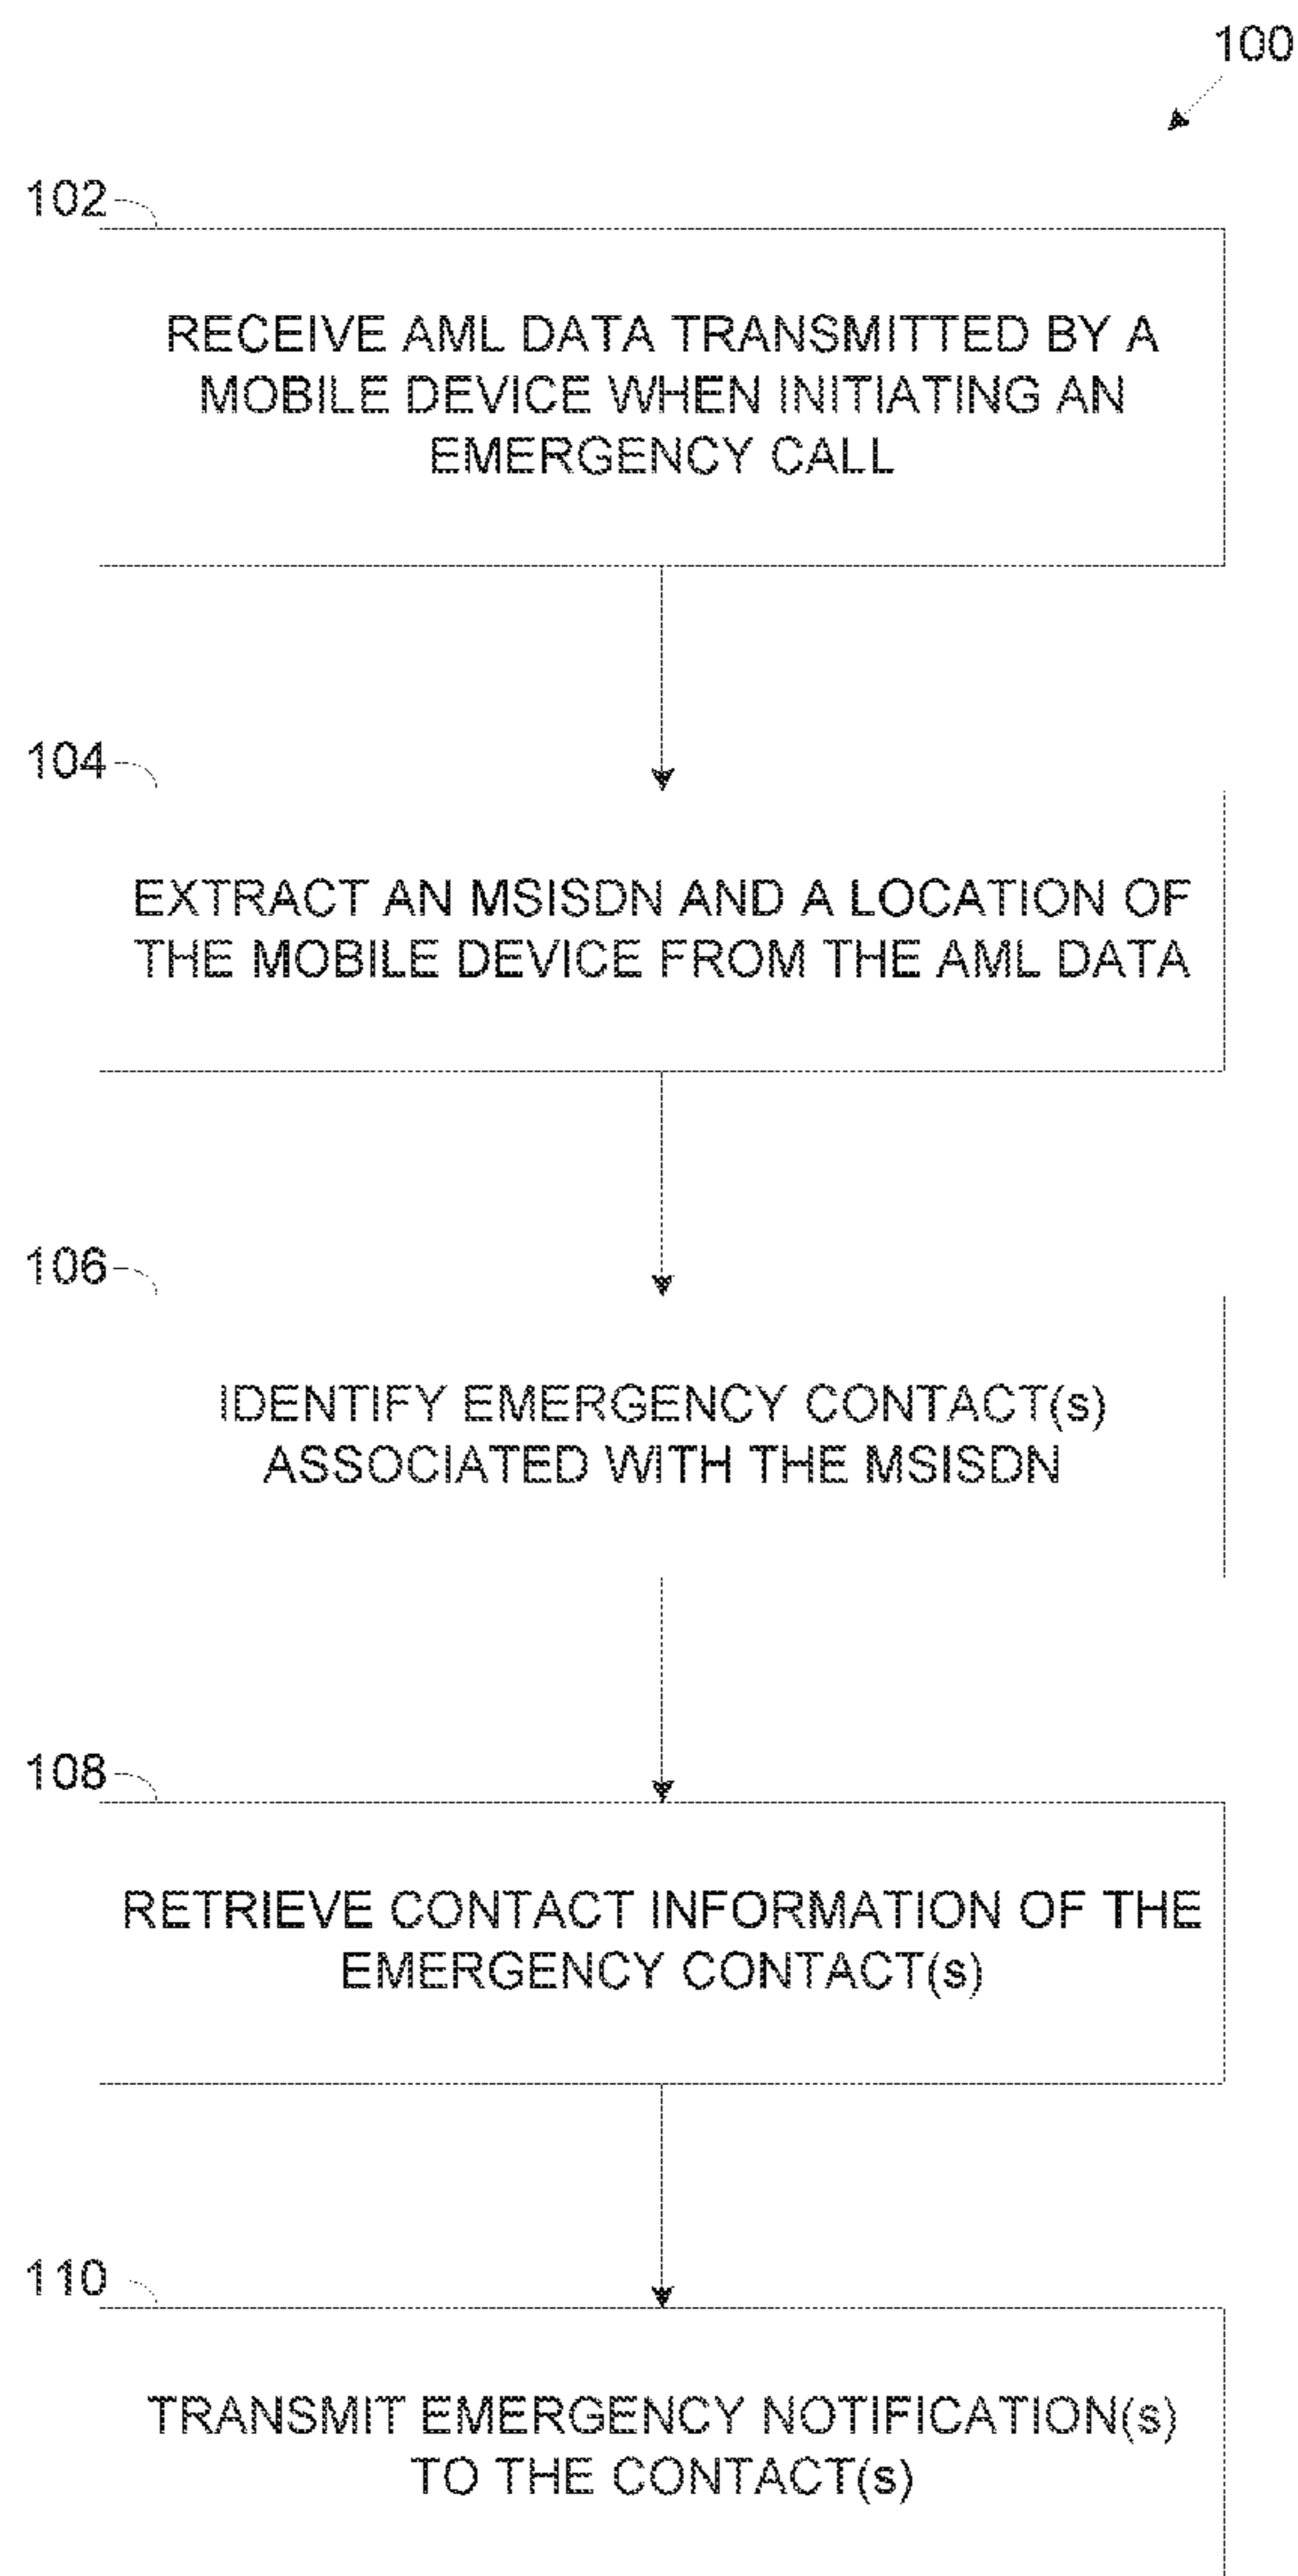 100
102
RECEIVE AML DATA TRANSMITTED BY A
MOBILE DEVICE WHEN INITIATING AN
EMERGENCY CALL
104
EXTRACT AN MSISDN AND A LOCATION OF
THE MOBILE DEVICE FROM THE AML DATA
106
IDENTIFY EMERGENCY CONTACT(s)
ASSOCIATED WITH THE MSISDN
108
RETRIEVE CONTACT INFORMATION OF THE
EMERGENCY CONTACT(s)
110
TRANSMIT EMERGENCY NOTIFICATION(s)
TO THE CONTACT(s)